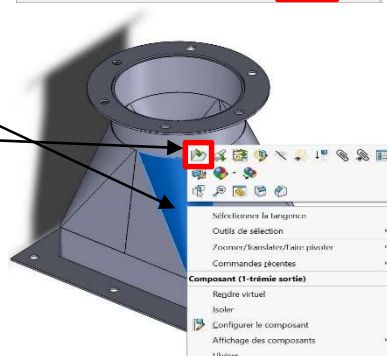 Sélectionner la tangence
Outils de sélection
Zoomer/Translater/Faire pivoter
Commandes récentes
Composant (1-trémie sortie)
Rendre virtuel
Isoler
Configurer le composant
Affichage des composants